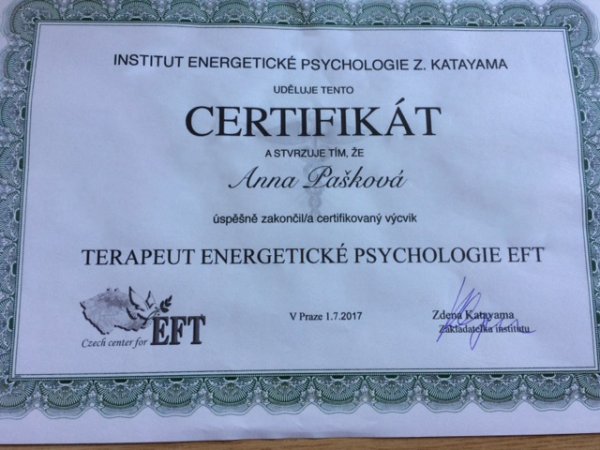 INSTITUT ENERGETICKÉ PSYCHOLOGIE Z. KATAYAMA
UDĚLUJE TENTO
CERTIFIKÁT
A STVRZUJE TÍM, ŽE
Anna Pašková
úspěšně zakončil/a certifikovaný výcvik
TERAPEUT ENERGETICKÉ PSYCHOLOGIE EFT
Czech center for EFT
V Praze 1.7.2017
Zdena Katayama
Zakladatelka institutu